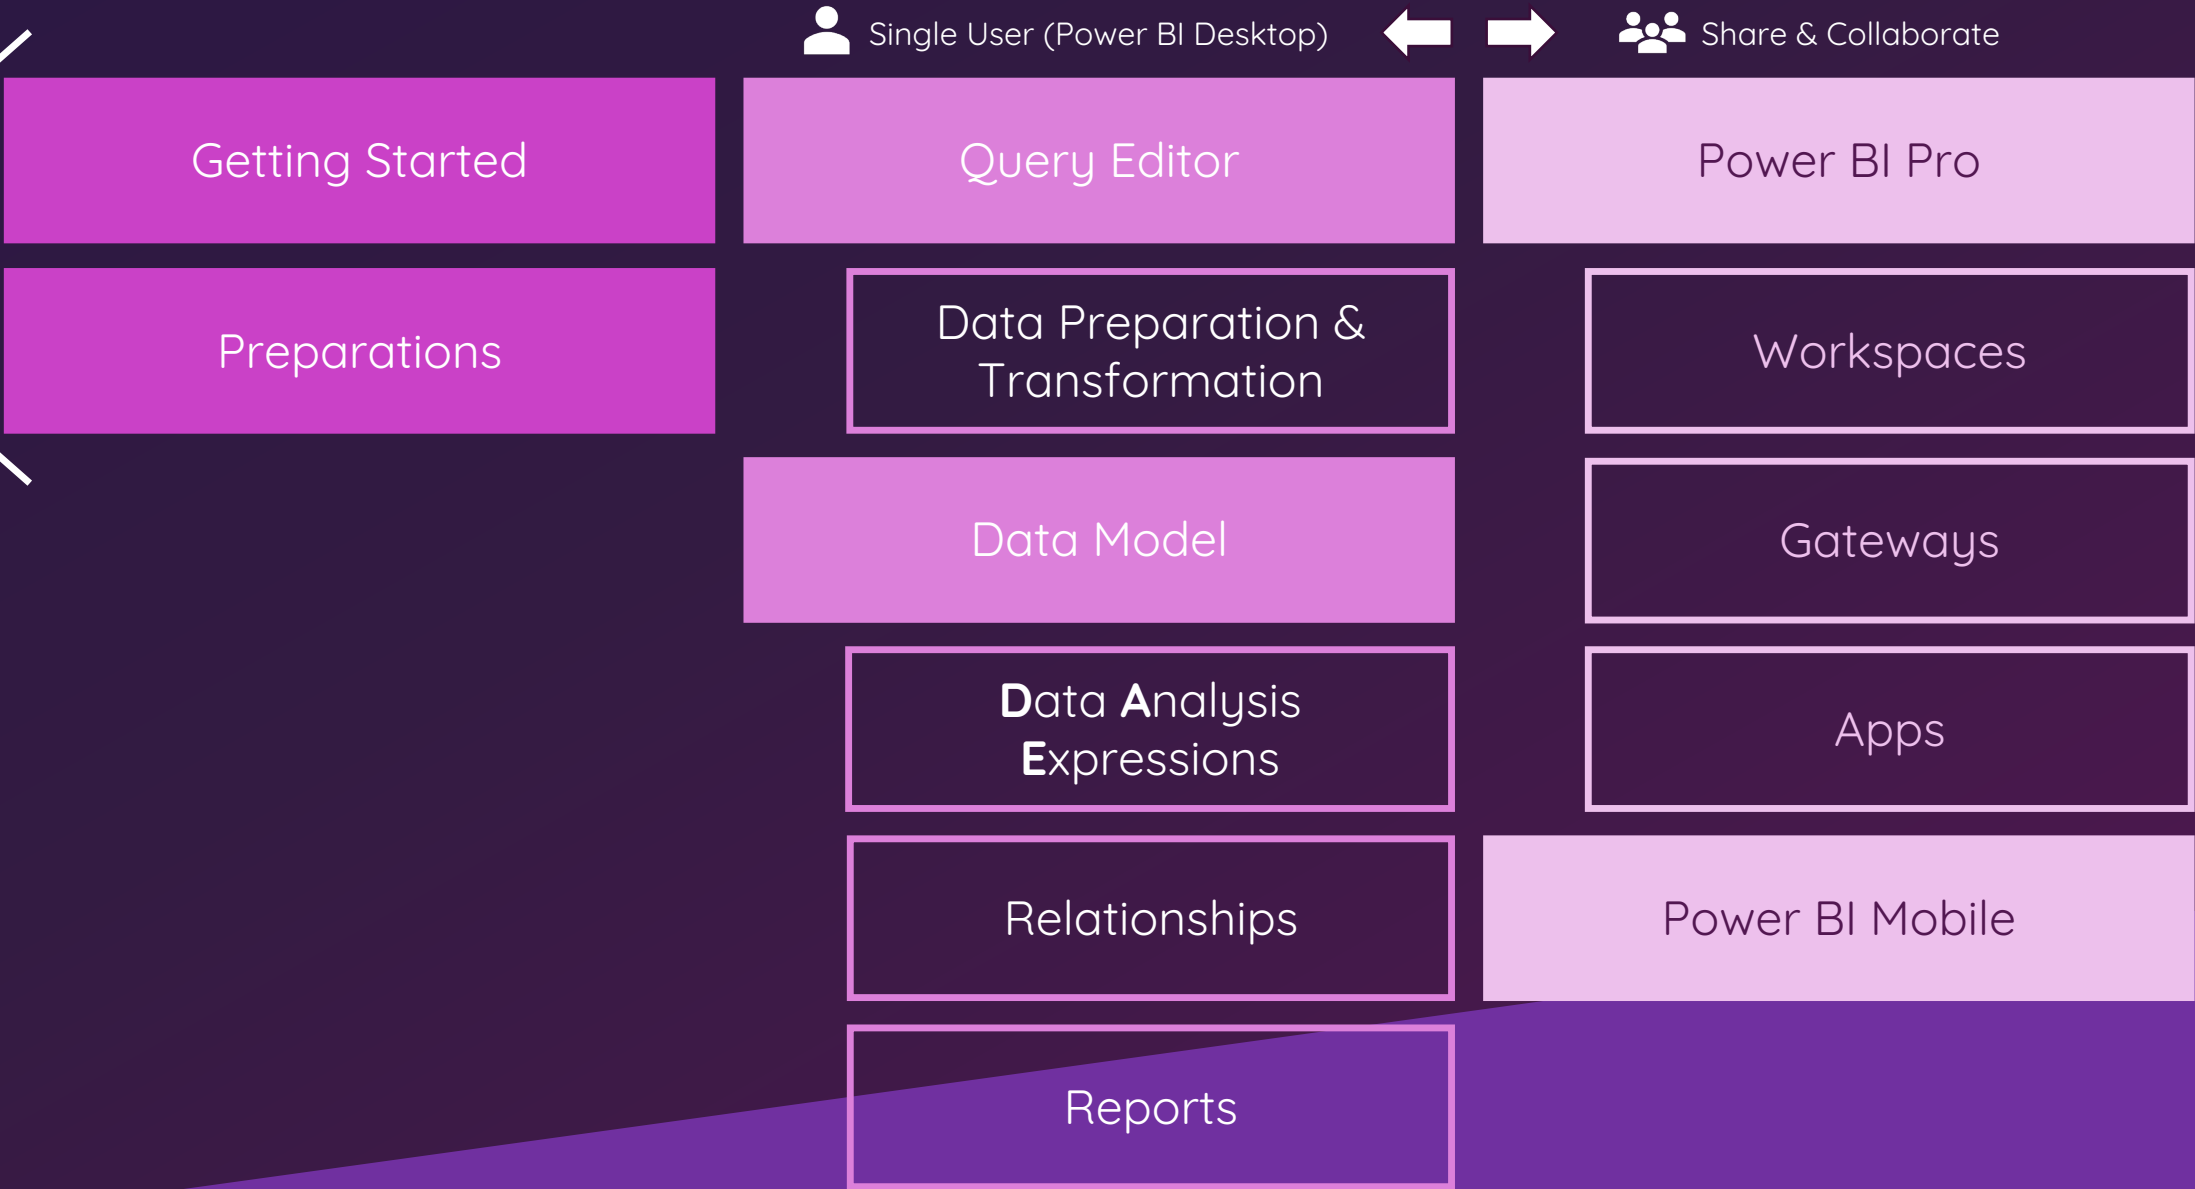 Single User (Power BI Desktop)
Share & Collaborate
Getting Started
Preparations
Query Editor
Data Preparation &
Transformation
Data Model
Data Analysis
Expressions
Relationships
Reports
Power BI Pro
Workspaces
Gateways
Apps
Power BI Mobile